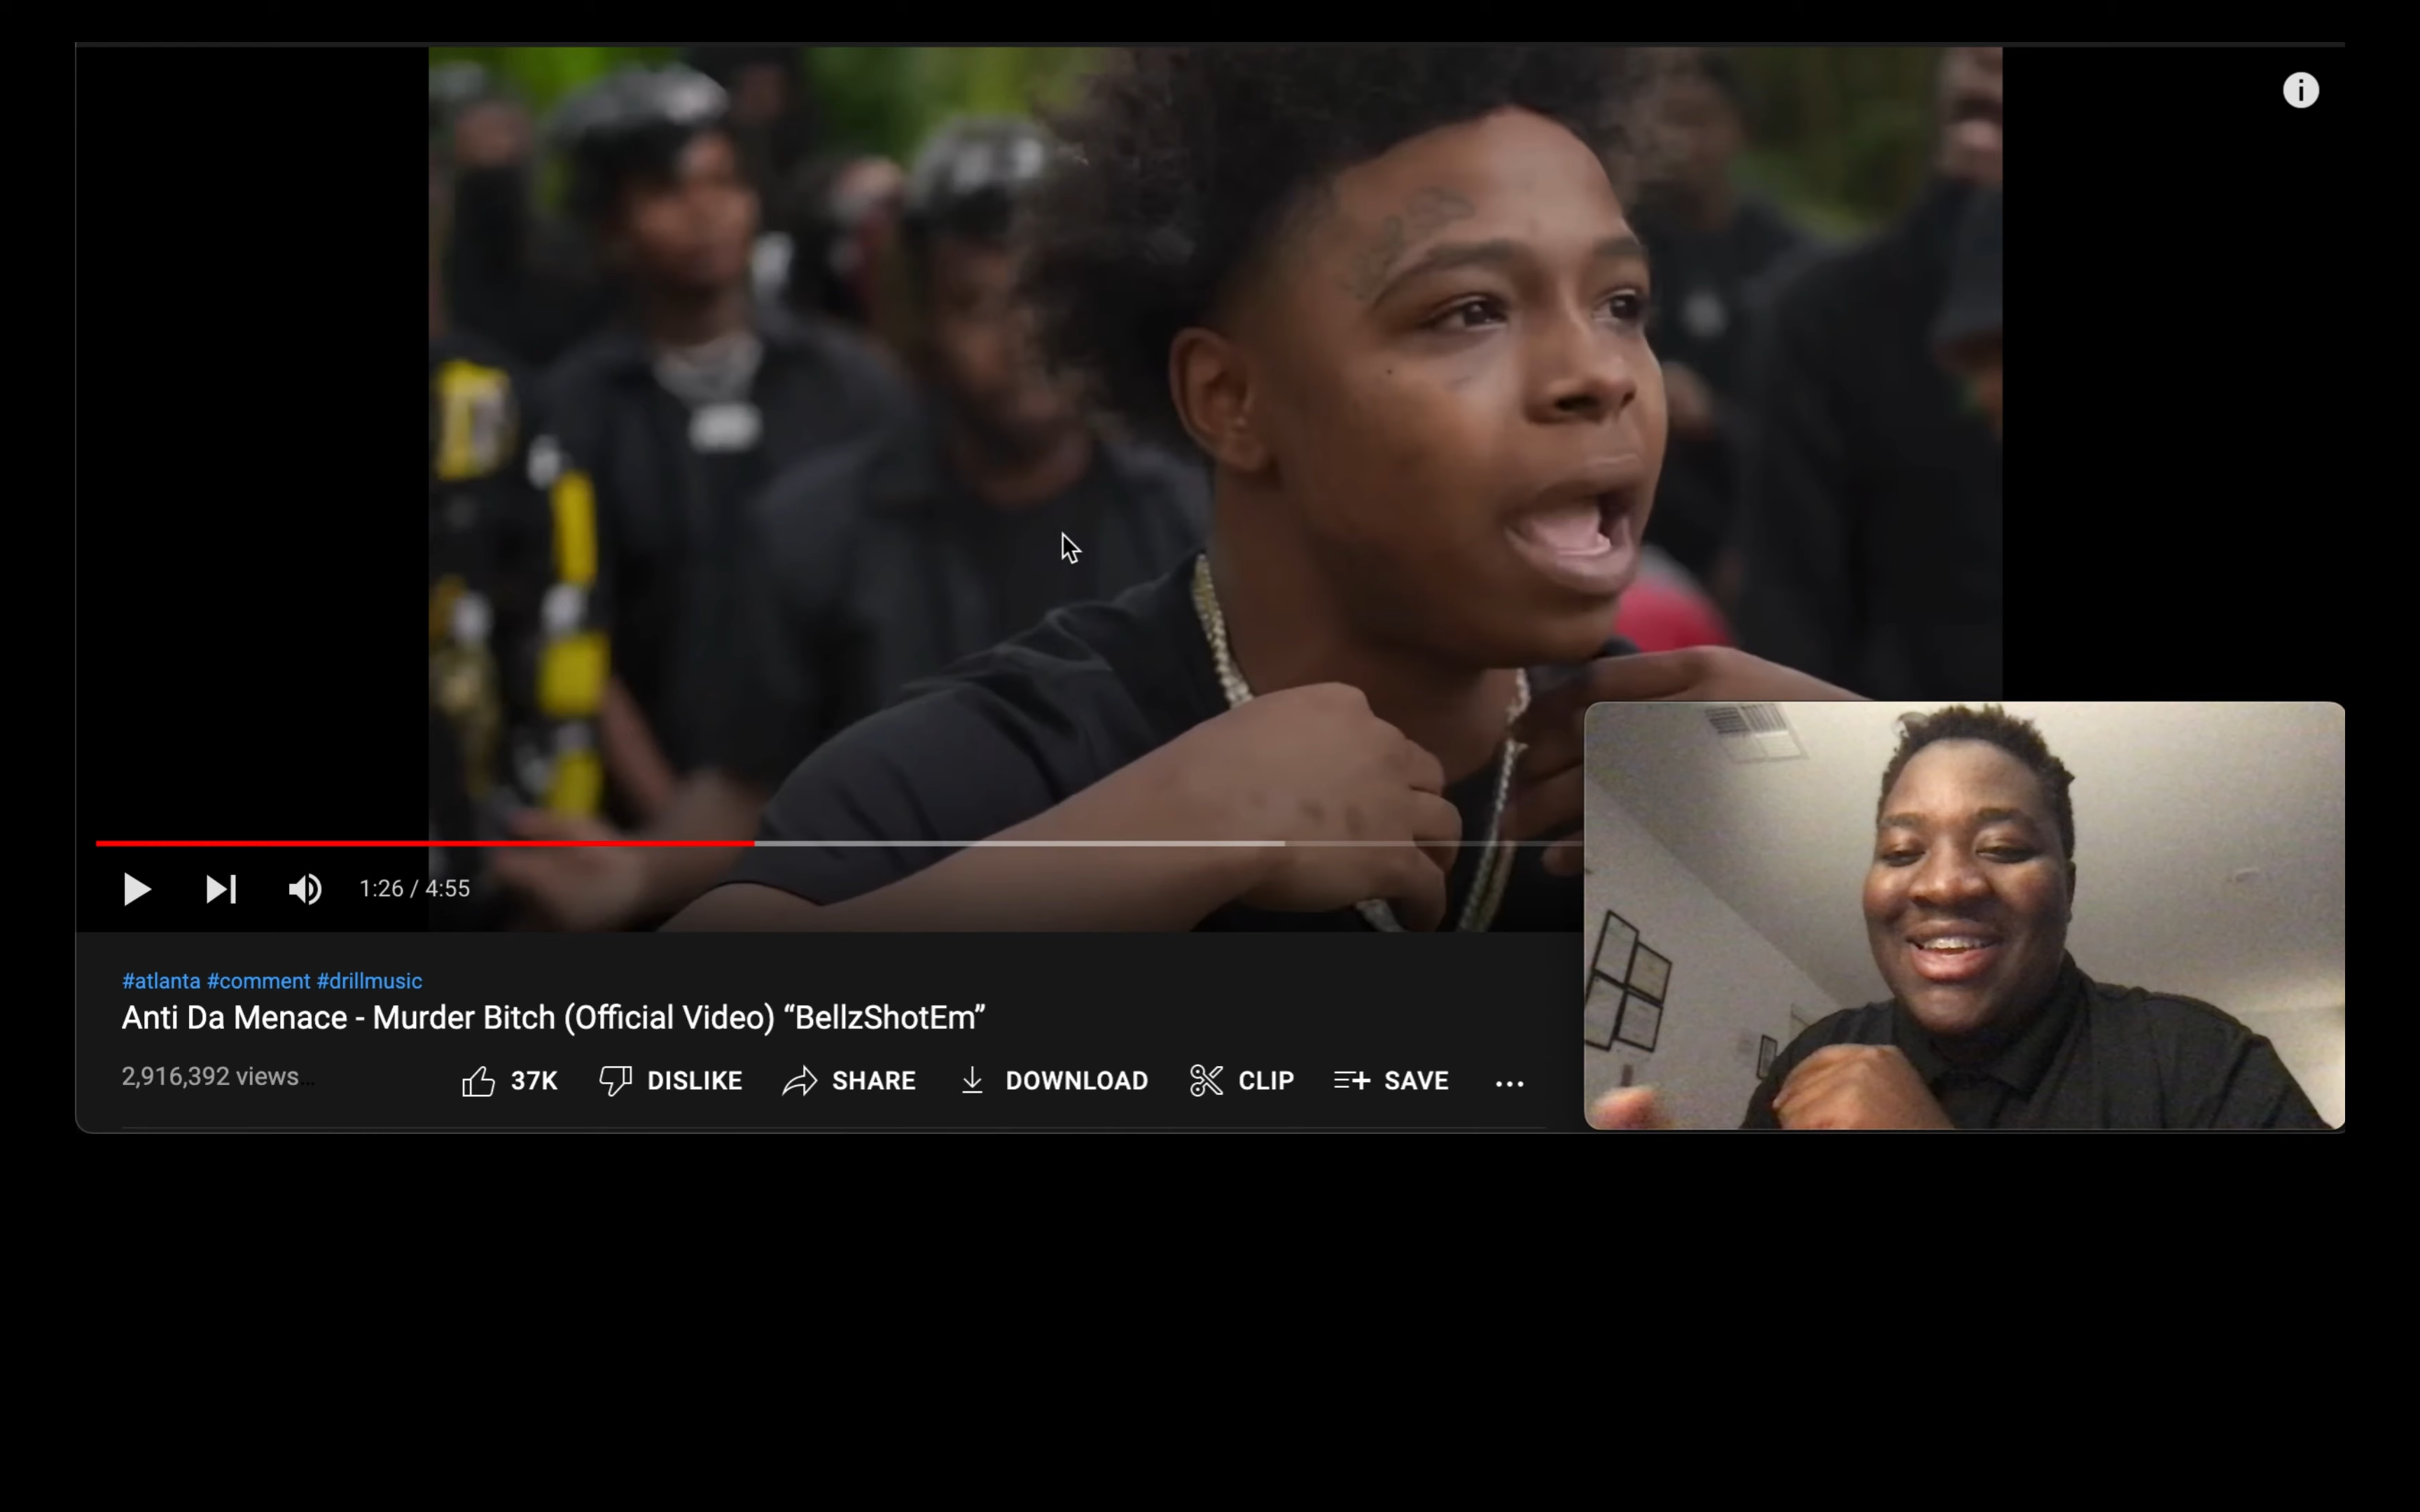 1:26 / 4:55
#atlanta #comment #drillmusic
Anti Da Menace - Murder Bitch (Official Video) “BellzShotEm”
2,916,392 views...
37K DISLIKE SHARE DOWNLOAD CLIP SAVE